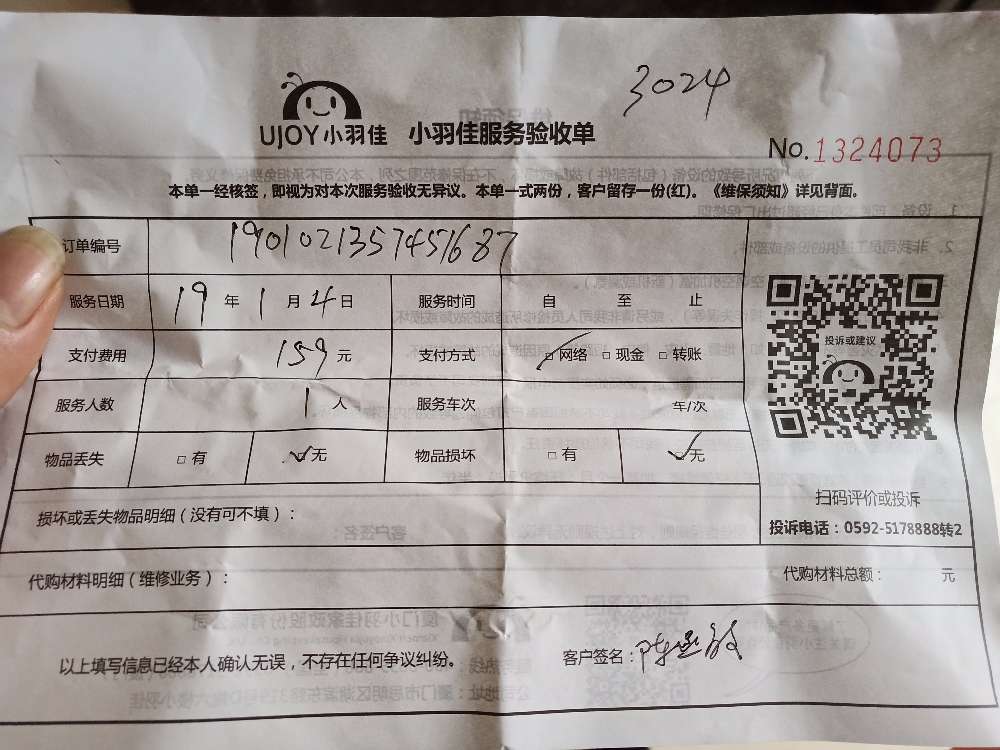 3024
UJOY小羽佳 小羽佳服务验收单
No.1324073
本单一经核签，即视为对本次服务验收无异议。本单一式两份，客户留存一份(红)。《维保须知》详见背面。
订单编号 1901021357451687
服务日期 19 年 1 月 4 日 服务时间 自 至 止
支付费用 159 元 支付方式 □网络 □现金 □转账
投诉或建议
服务人数 1 人 服务车次 车/次
物品丢失 □有 ✓无 物品损坏 □有 ✓无
扫码评价或投诉
损坏或丢失物品明细（没有可不填）：
投诉电话：0592-5178888转2
代购材料明细（维修业务）： 代购材料总额： 元
以上填写信息已经本人确认无误，不存在任何争议纠纷。 客户签名：